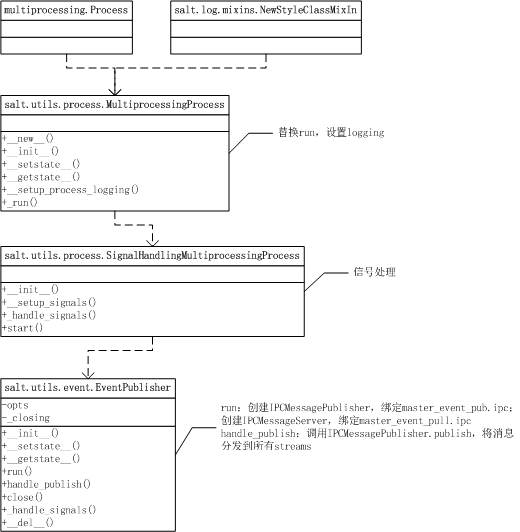 multiprocessing.Process
salt.log.mixins.NewStyleClassMixIn
salt.utils.process.MultiprocessingProcess
+__new__()
+__init__()
+__setstate__()
+__getstate__()
+__setup_process_logging()
+_run()
替换run，设置logging
salt.utils.process.SignalHandlingMultiprocessingProcess
+__init__()
+__setup_signals()
+_handle_signals()
+start()
信号处理
salt.utils.event.EventPublisher
-opts
-_closing
+__init__()
+__setstate__()
+__getstate__()
+run()
+handle_publish()
+close()
+_handle_signals()
+__del__()
run：创建IPCMessagePublisher，绑定master_event_pub.ipc；
创建IPCMessageServer，绑定master_event_pull.ipc
handle_publish：调用IPCMessagePublisher.publish，将消息
分发到所有streams